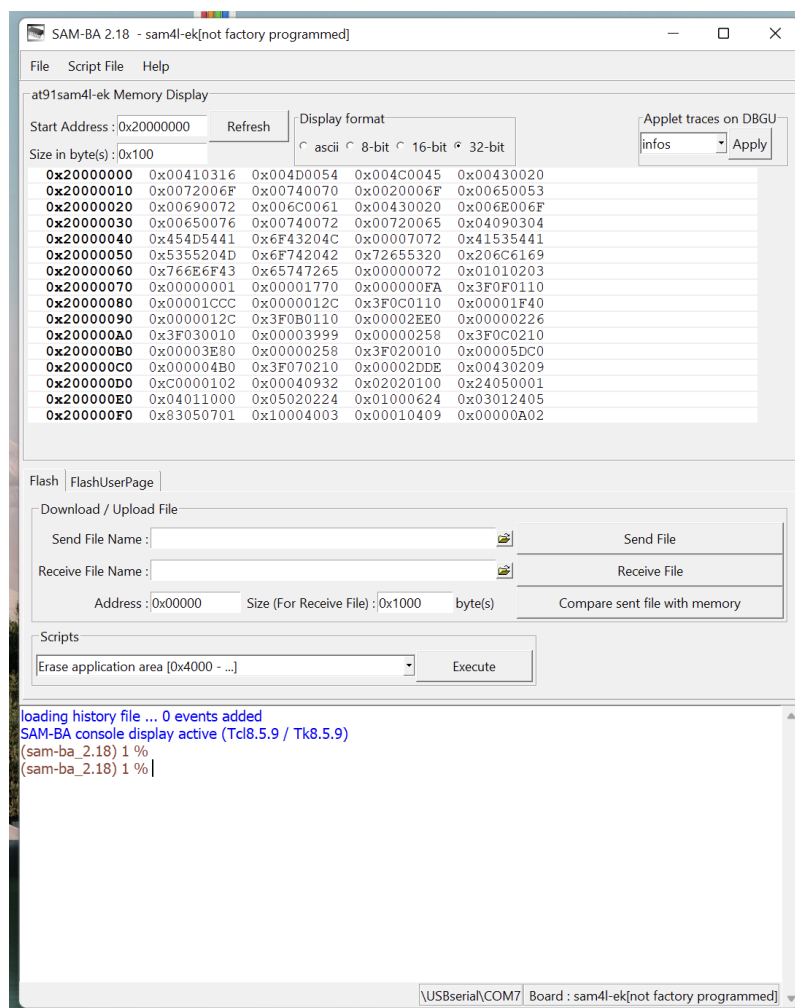 SAM-BA 2.18 - sam4l-ek[not factory programmed]
File Script File Help
at91sam4l-ek Memory Display
Start Address : 0x20000000 Refresh
Size in byte(s) : 0x100
Display format
ascii 8-bit 16-bit 32-bit
Applet traces on DBGU
infos Apply
0x20000000 0x00410316 0x004D0054 0x004C0045 0x00430020
0x20000010 0x0072006F 0x00740070 0x0020006F 0x00650053
0x20000020 0x00690072 0x006C0061 0x00430020 0x006E006F
0x20000030 0x00650076 0x00740072 0x00720065 0x04090304
0x20000040 0x454D5441 0x6F43204C 0x00007072 0x41535441
0x20000050 0x5355204D 0x6F742042 0x72655320 0x206C6169
0x20000060 0x766E6F43 0x65747265 0x00000072 0x01010203
0x20000070 0x00000001 0x00001770 0x000000FA 0x3F0F0110
0x20000080 0x00001CCC 0x0000012C 0x3F0C0110 0x00001F40
0x20000090 0x0000012C 0x3F0B0110 0x00002EE0 0x00000226
0x200000A0 0x3F030010 0x00003999 0x00000258 0x3F0C0210
0x200000B0 0x00003E80 0x00000258 0x3F020010 0x00005DC0
0x200000C0 0x000004B0 0x3F070210 0x00002DDE 0x00430209
0x200000D0 0xC0000102 0x00040932 0x02020100 0x24050001
0x200000E0 0x04011000 0x05020224 0x01000624 0x03012405
0x200000F0 0x83050701 0x10004003 0x00010409 0x00000A02
Flash FlashUserPage
Download / Upload File
Send File Name : Send File
Receive File Name : Receive File
Address : 0x00000 Size (For Receive File) : 0x1000 byte(s) Compare sent file with memory
Scripts
Erase application area [0x4000 - ...] Execute
loading history file ... 0 events added
SAM-BA console display active (Tcl8.5.9 / Tk8.5.9)
(sam-ba_2.18) 1 %
(sam-ba_2.18) 1 %
\USBserial\COM7 Board : sam4l-ek[not factory programmed]